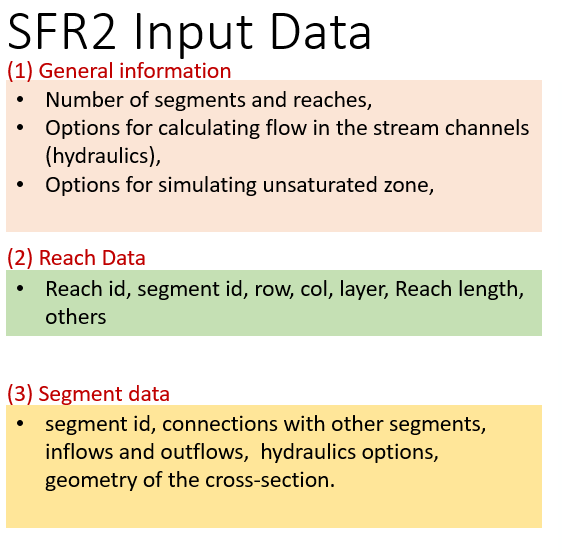 SFR2 Input Data
(1) General information
• Number of segments and reaches,
• Options for calculating flow in the stream channels
(hydraulics),
• Options for simulating unsaturated zone,
(2) Reach Data
• Reach id, segment id, row, col, layer, Reach length,
others
(3) Segment data
• segment id, connections with other segments,
inflows and outflows,  hydraulics options,
geometry of the cross-section.